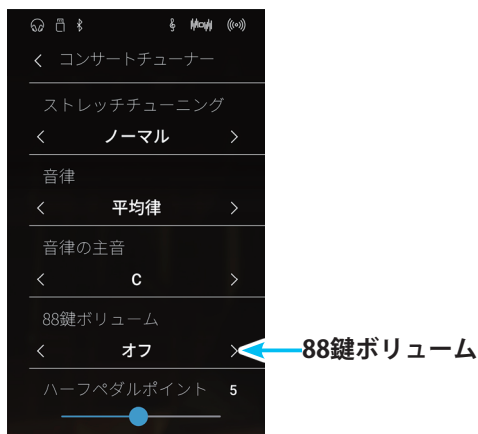 コンサートチューナー
ストレッチチューニング
ノーマル
音律
平均律
音律の主音
C
88鍵ボリューム
オフ
88鍵ボリューム
ハーフペダルポイント 5